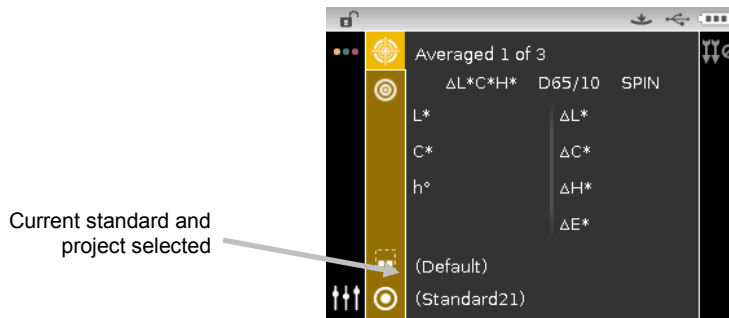 Averaged 1 of 3
ΔL*C*H* D65/10 SPIN
L* ΔL*
C* ΔC*
h° ΔH*
ΔE*
Current standard and
project selected
(Default)
(Standard21)